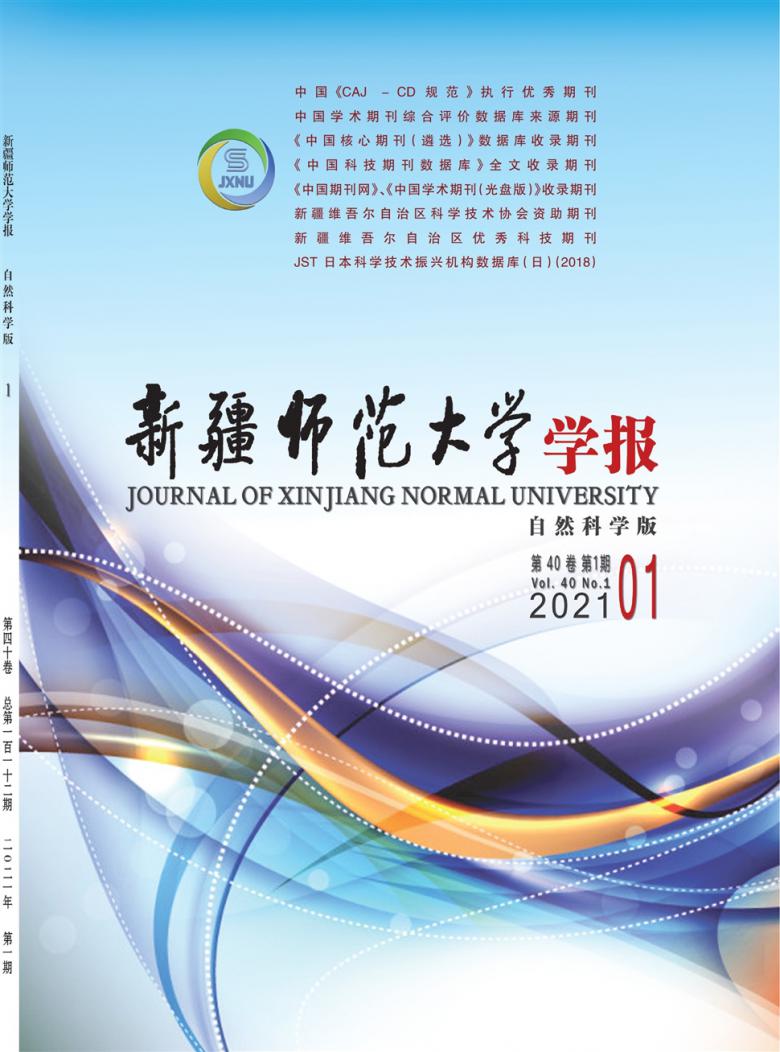 中国《CAJ－CD 规范》执行优秀期刊
中国学术期刊综合评价数据库来源期刊
《中国核心期刊(遴选)》数据库收录期刊
《中国科技期刊数据库》全文收录期刊
《中国期刊网》、《中国学术期刊(光盘版)》收录期刊
新疆维吾尔自治区科学技术协会资助期刊
新疆维吾尔自治区优秀科技期刊
JST 日本科学技术振兴机构数据库(日)(2018)
JXNU
新疆师范大学学报
JOURNAL OF XINJIANG NORMAL UNIVERSITY
自然科学版
第 40 卷 第1期
Vol. 40 No.1
2021 01
新疆师范大学学报 自然科学版 1 第四十卷 总第一百一十二期 二〇二一年 第一期